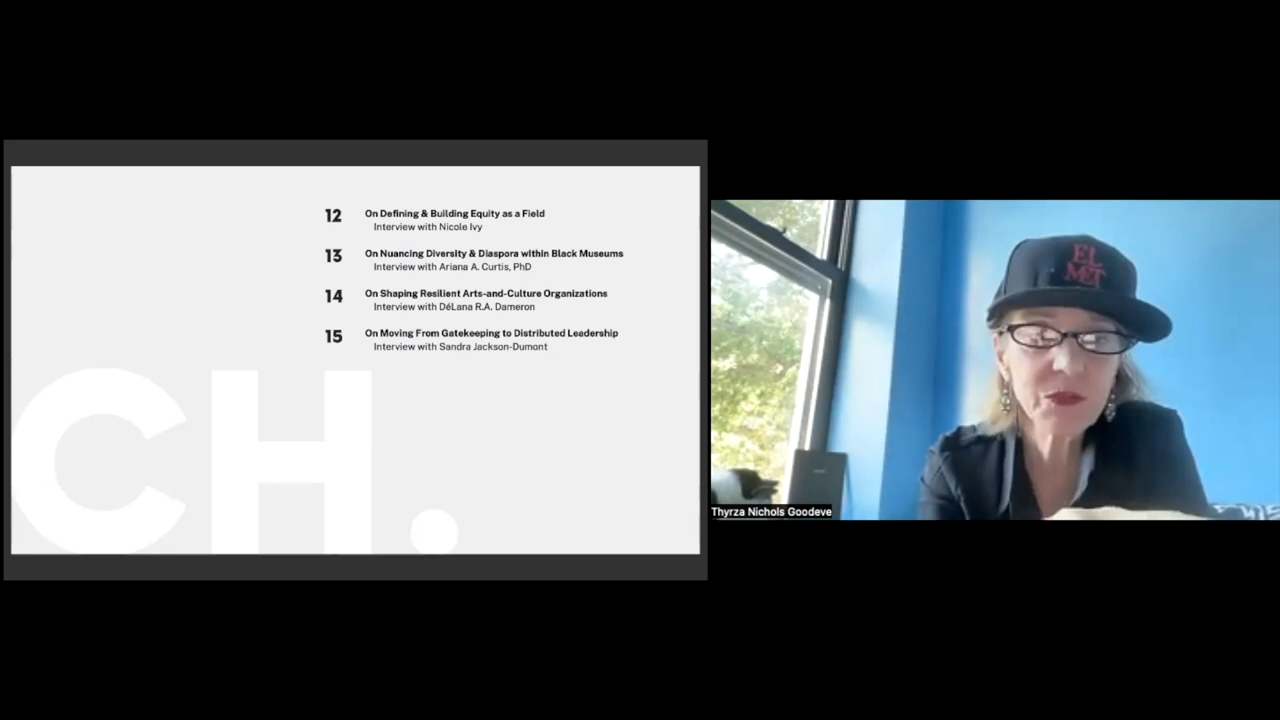 12 On Defining & Building Equity as a Field
Interview with Nicole Ivy
13 On Nuancing Diversity & Diaspora within Black Museums
Interview with Ariana A. Curtis, PhD
14 On Shaping Resilient Arts-and-Culture Organizations
Interview with DéLana R.A. Dameron
15 On Moving From Gatekeeping to Distributed Leadership
Interview with Sandra Jackson-Dumont
CH.
EL
MET
Thyrza Nichols Goodeve